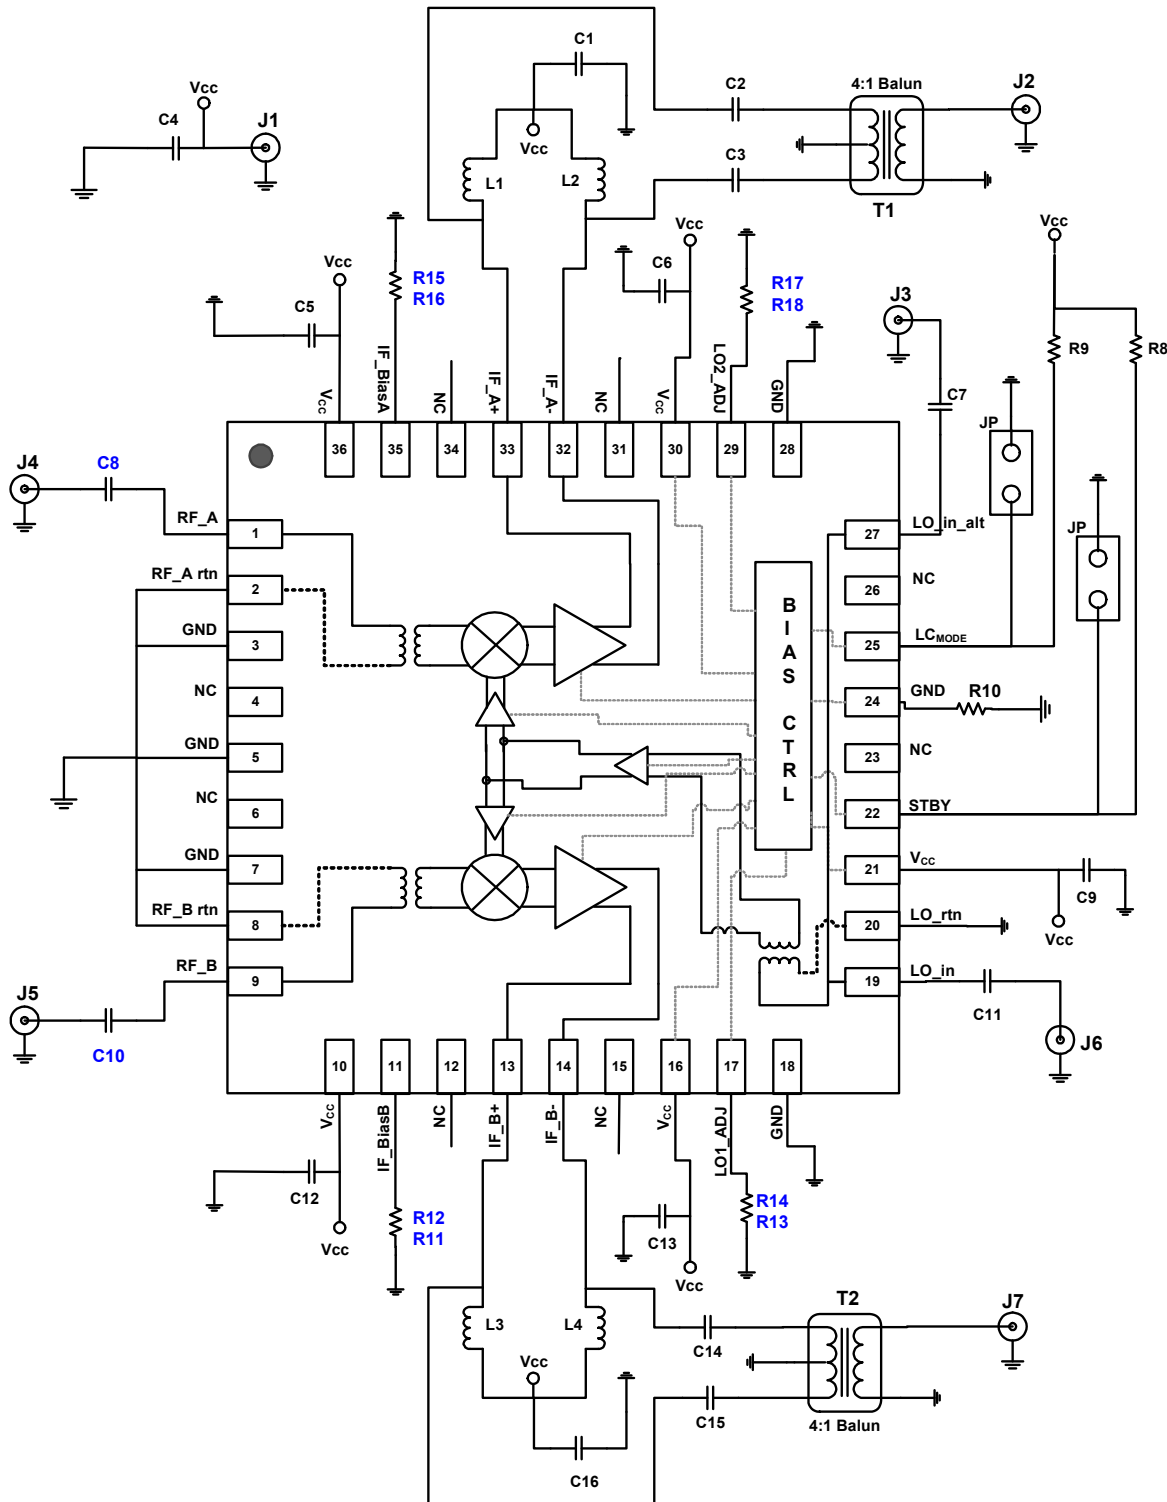 C1
4:1 Balun
J2
C2
Vcc
C4
J1
Vcc
C3
L1
L2
T1
Vcc
Vcc
Vcc
C6
R15
R16
R17
R18
J3
C5
R9
R8
C7
JP
JP
VCC
IF_BiasA
NC
IF_A+
IF_A-
NC
VCC
LO2_ADJ
GND
36
35
34
33
32
31
30
29
28
J4
C8
RF_A
1
RF_A rtn
2
GND
3
NC
4
GND
5
NC
6
GND
7
RF_B rtn
8
RF_B
9
J5
C10
BIAS
CTRL
27
LO_in_alt
26
NC
25
LCMODE
24
GND
R10
23
NC
22
STBY
21
VCC
C9
Vcc
20
LO_rtn
19
LO_in
C11
J6
10
11
12
13
14
15
16
17
18
VCC
IF_BiasB
NC
IF_B+
IF_B-
NC
VCC
LO1_ADJ
GND
C12
Vcc
R12
R11
C13
Vcc
R14
R13
L3
L4
Vcc
T2
J7
C14
C15
4:1 Balun
C16